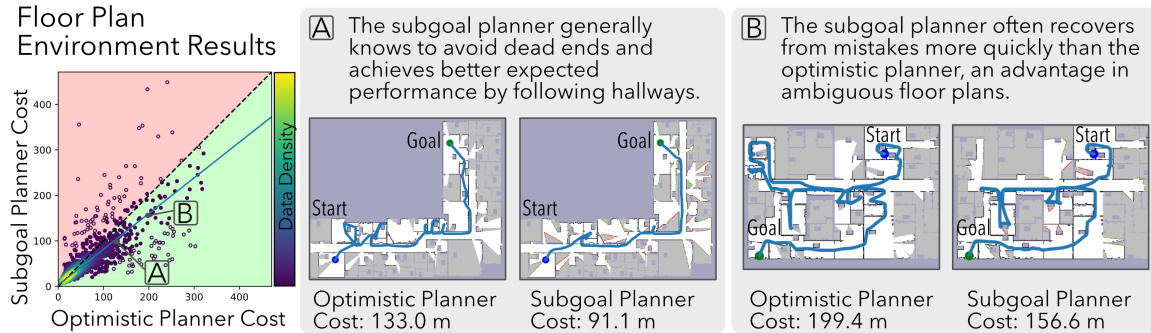 Floor Plan
Environment Results
Subgoal Planner Cost
400
300
200
100
0
0 100 200 300 400
Optimistic Planner Cost
Data Density
A
B
A
The subgoal planner generally
knows to avoid dead ends and
achieves better expected
performance by following hallways.
Goal
Start
Goal
Start
Optimistic Planner
Cost: 133.0 m
Subgoal Planner
Cost: 91.1 m
B
The subgoal planner often recovers
from mistakes more quickly than the
optimistic planner, an advantage in
ambiguous floor plans.
Start
Goal
Start
Goal
Optimistic Planner
Cost: 199.4 m
Subgoal Planner
Cost: 156.6 m